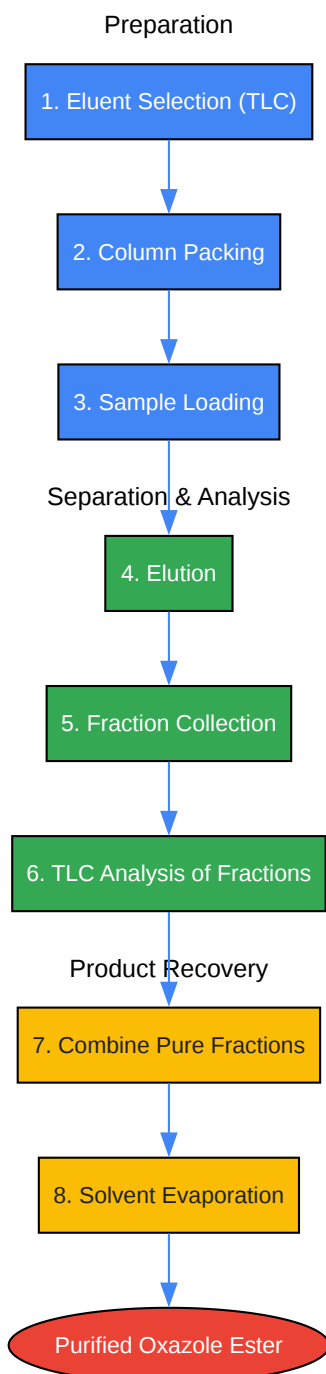 Preparation
1. Eluent Selection (TLC)
2. Column Packing
3. Sample Loading
Separation & Analysis
4. Elution
5. Fraction Collection
6. TLC Analysis of Fractions
Product Recovery
7. Combine Pure Fractions
8. Solvent Evaporation
Purified Oxazole Ester